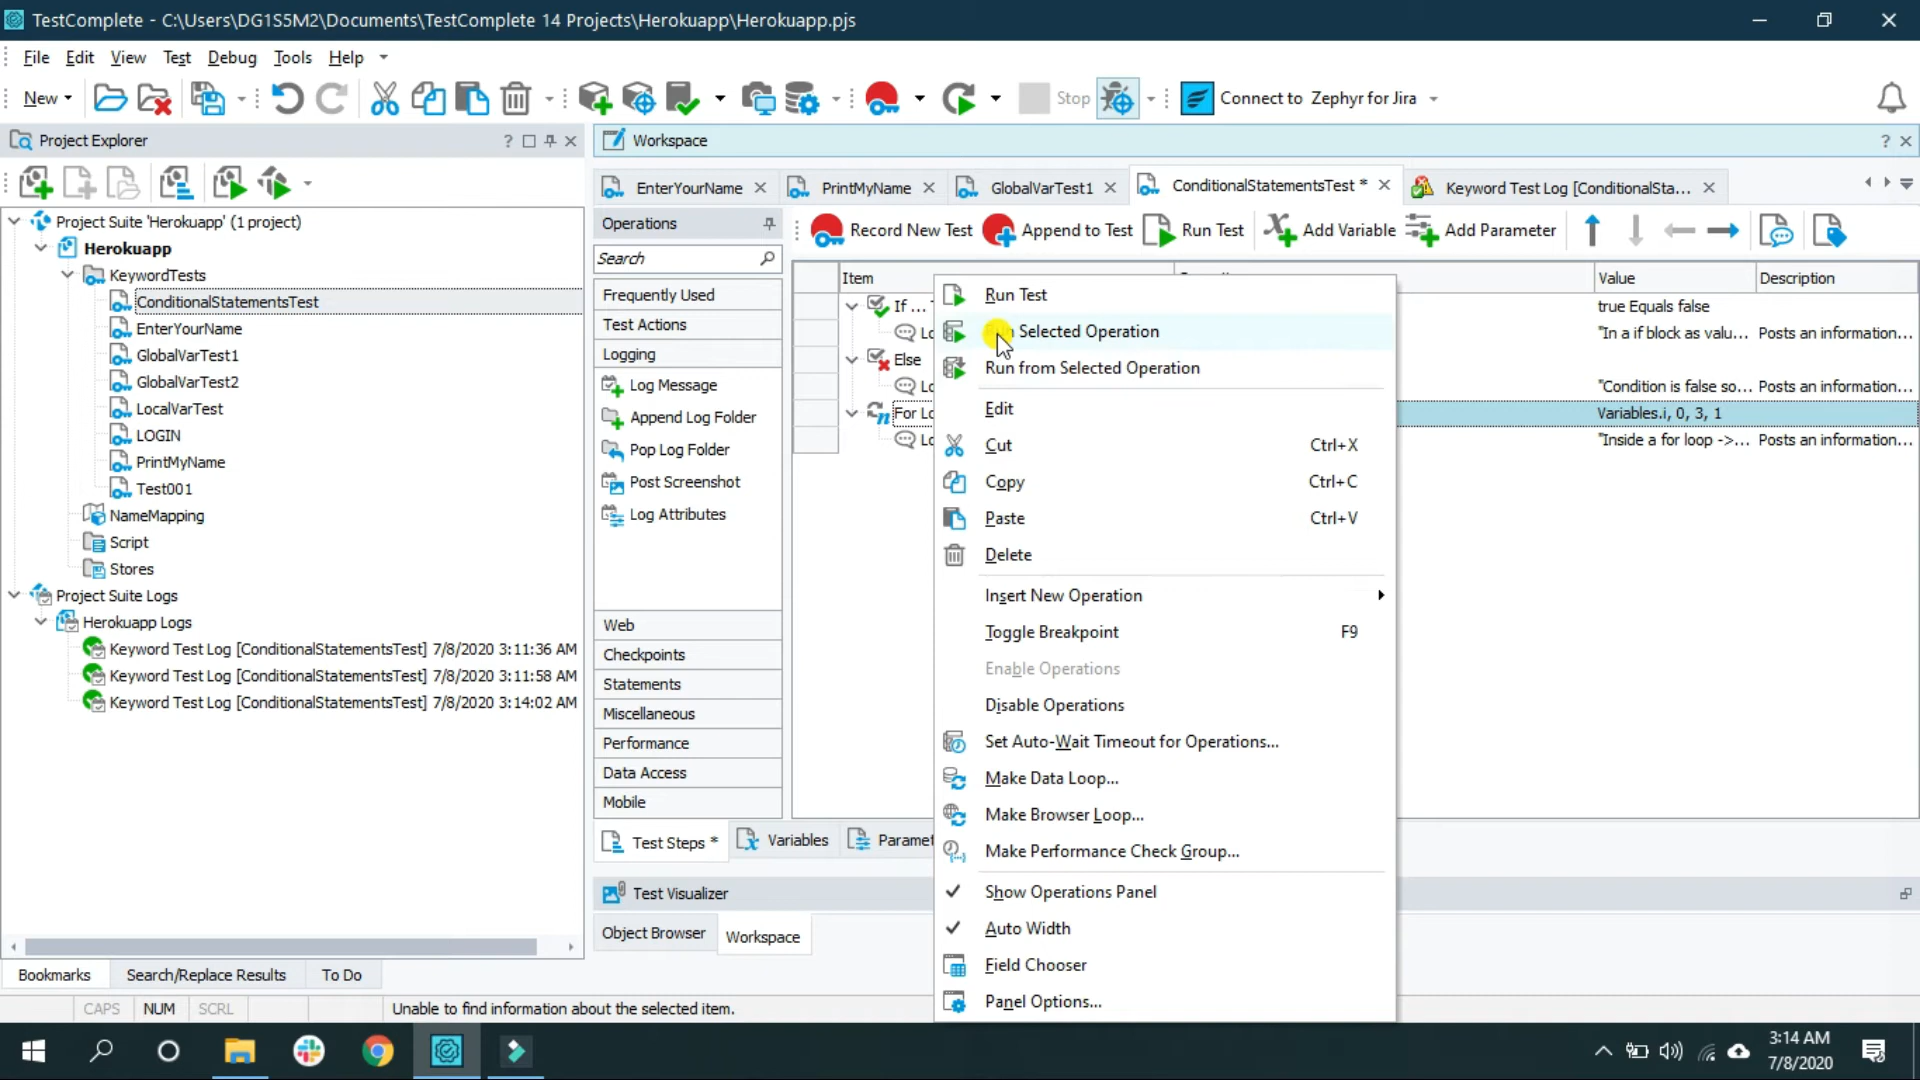 TestComplete - C:\Users\DG1S5M2\Documents\TestComplete 14 Projects\Herokuapp\Herokuapp.pjs
File Edit View Test Debug Tools Help
New Stop Connect to Zephyr for Jira
Project Explorer
Workspace
EnterYourName PrintMyName GlobalVarTest1 ConditionalStatementsTest * Keyword Test Log [ConditionalSta...
Operations
Record New Test Append to Test Run Test Add Variable Add Parameter
Search
Item Value Description
Project Suite 'Herokuapp' (1 project)
Herokuapp
KeywordTests
ConditionalStatementsTest
EnterYourName
GlobalVarTest1
GlobalVarTest2
LocalVarTest
LOGIN
PrintMyName
Test001
NameMapping
Script
Stores
Project Suite Logs
Herokuapp Logs
Keyword Test Log [ConditionalStatementsTest] 7/8/2020 3:11:36 AM
Keyword Test Log [ConditionalStatementsTest] 7/8/2020 3:11:58 AM
Keyword Test Log [ConditionalStatementsTest] 7/8/2020 3:14:02 AM
Frequently Used
Test Actions
Logging
Log Message
Append Log Folder
Pop Log Folder
Post Screenshot
Log Attributes
Web
Checkpoints
Statements
Miscellaneous
Performance
Data Access
Mobile
If ... true Equals false
"In a if block as valu... Posts an information...
Else
"Condition is false so... Posts an information...
For Lo Variables.i, 0, 3, 1
"Inside a for loop ->... Posts an information...
Run Test
Selected Operation
Run from Selected Operation
Edit
Cut Ctrl+X
Copy Ctrl+C
Paste Ctrl+V
Delete
Insert New Operation
Toggle Breakpoint F9
Enable Operations
Disable Operations
Set Auto-Wait Timeout for Operations...
Make Data Loop...
Make Browser Loop...
Make Performance Check Group...
Show Operations Panel
Auto Width
Field Chooser
Panel Options...
Test Steps * Variables Paramet
Test Visualizer
Object Browser Workspace
Bookmarks Search/Replace Results To Do
CAPS NUM SCRL Unable to find information about the selected item.
3:14 AM
7/8/2020